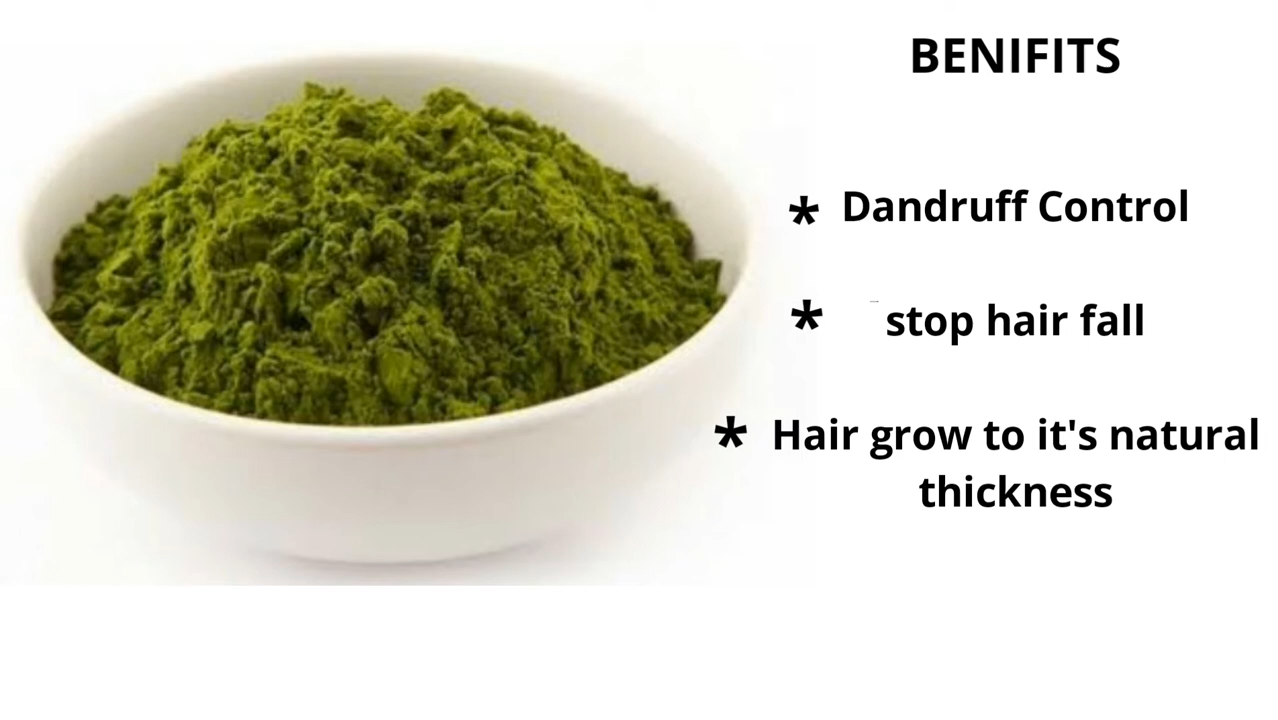 BENIFITS
* Dandruff Control
* stop hair fall
* Hair grow to it's natural
thickness